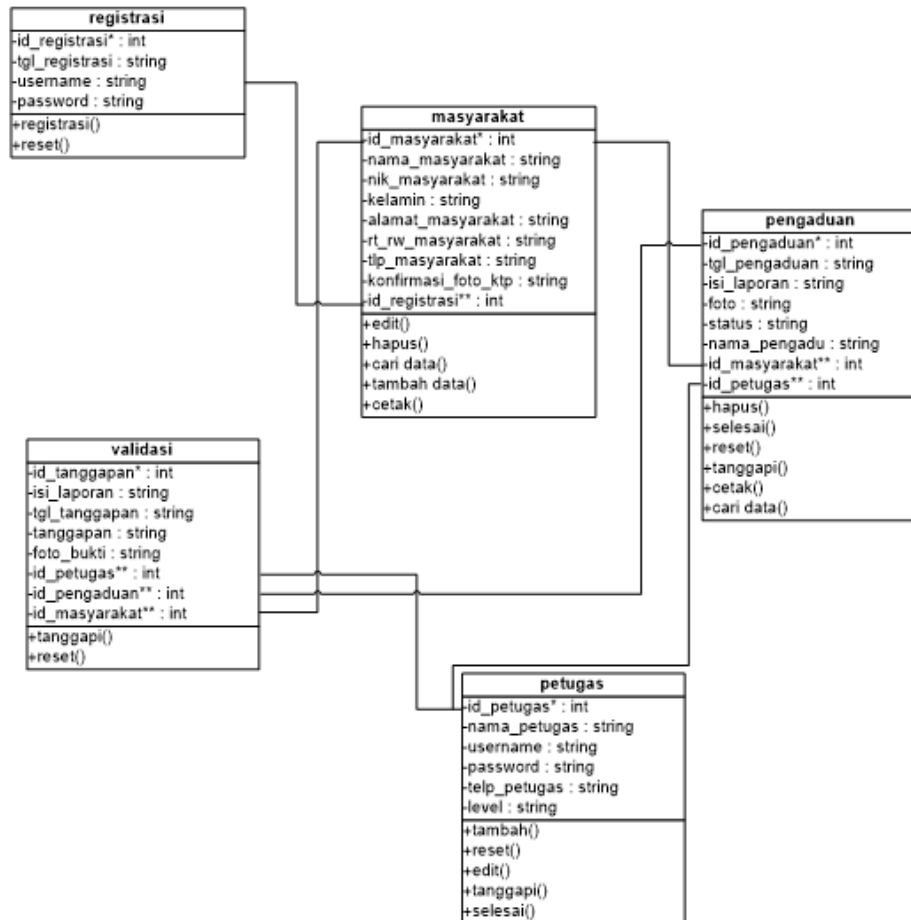 registrasi
-id_registrasi* : int
-tgl_registrasi : string
-username : string
-password : string
+registrasi()
+reset()
masyarakat
-id_masyarakat* : int
-nama_masyarakat : string
-nik_masyarakat : string
-kelamin : string
-alamat_masyarakat : string
-rt_rw_masyarakat : string
-tlp_masyarakat : string
-konfirmasi_foto_ktp : string
-id_registrasi** : int
+edit()
+hapus()
+cari data()
+tambah data()
+cetak()
pengaduan
-id_pengaduan* : int
-tgl_pengaduan : string
-isi_laporan : string
-foto : string
-status : string
-nama_pengadu : string
-id_masyarakat** : int
-id_petugas** : int
+hapus()
+selesai()
+reset()
+tanggapi()
+cetak()
+cari data()
validasi
-id_tanggapan* : int
-isi_laporan : string
-tgl_tanggapan : string
-tanggapan : string
-foto_bukti : string
-id_petugas** : int
-id_pengaduan** : int
-id_masyarakat** : int
+tanggapi()
+reset()
petugas
-id_petugas* : int
-nama_petugas : string
-username : string
-password : string
-telp_petugas : string
-level : string
+tambah()
+reset()
+edit()
+tanggapi()
+selesai()